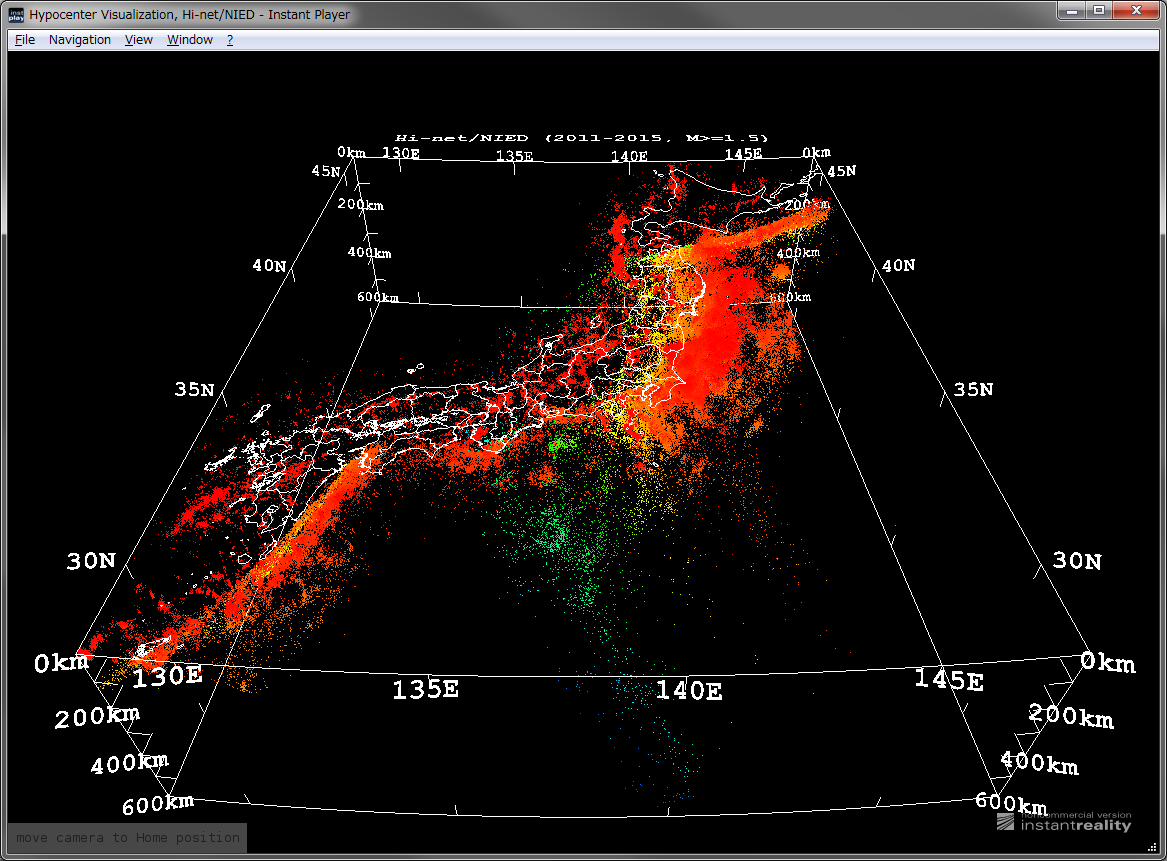 Hypocenter Visualization, Hi-net/NIED - Instant Player
File Navigation View Window ?
Hi-net/NIED (2011-2015, M>=1.5)
0km 130E 135E 140E 145E 0km
45N 45N
200km 200km
400km 400km
40N 40N
600km 600km
35N 35N
30N 30N
0km 130E 135E 140E 145E 0km
200km 200km
400km 400km
600km 600km
noncommercial version
instantreality
move camera to Home position